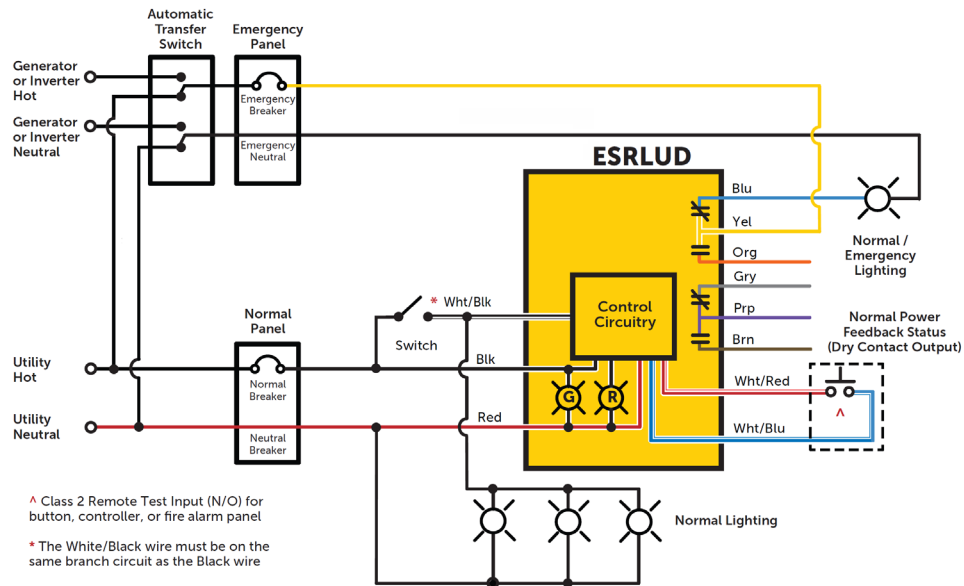 Automatic
Transfer
Switch
Emergency
Panel
Generator
or Inverter
Hot
Emergency
Breaker
Generator
or Inverter
Neutral
Emergency
Neutral
ESRLUD
Blu
Yel
Org
Normal /
Emergency
Lighting
Gry
Prp
Brn
Normal Power
Feedback Status
(Dry Contact Output)
Control
Circuitry
* Wht/Blk
Switch
Normal
Panel
Utility
Hot
Normal
Breaker
Blk
G
R
Wht/Red
^
Utility
Neutral
Neutral
Breaker
Red
Wht/Blu
Normal Lighting
^ Class 2 Remote Test Input (N/O) for
button, controller, or fire alarm panel
* The White/Black wire must be on the
same branch circuit as the Black wire